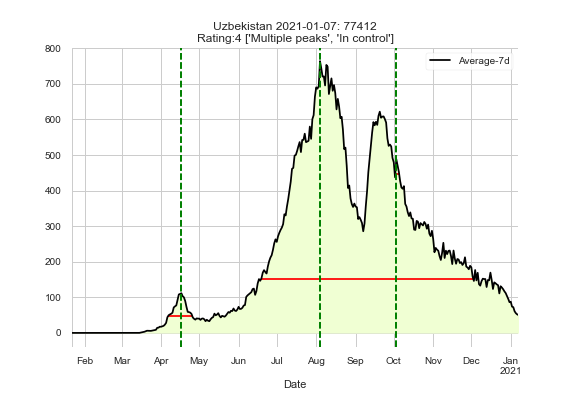 Uzbekistan 2021-01-07: 77412
Rating:4 ['Multiple peaks', 'In control']
Average-7d
800
700
600
500
400
300
200
100
0
Feb Mar Apr May Jun Jul Aug Sep Oct Nov Dec Jan
2021
Date